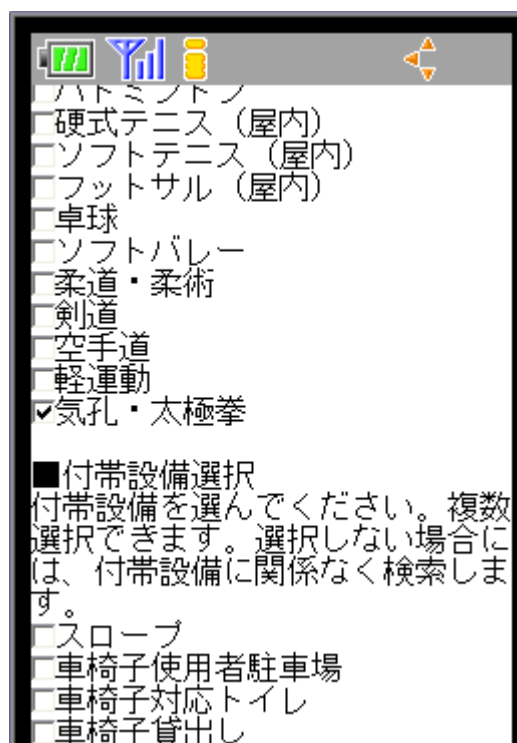 バトミントン
硬式テニス（屋内）
ソフトテニス（屋内）
フットサル（屋内）
卓球
ソフトバレー
柔道・柔術
剣道
空手道
軽運動
気孔・太極拳
■付帯設備選択
付帯設備を選んでください。複数
選択できます。選択しない場合に
は、付帯設備に関係なく検索しま
す。
スロープ
車椅子使用者駐車場
車椅子対応トイレ
車椅子貸出し